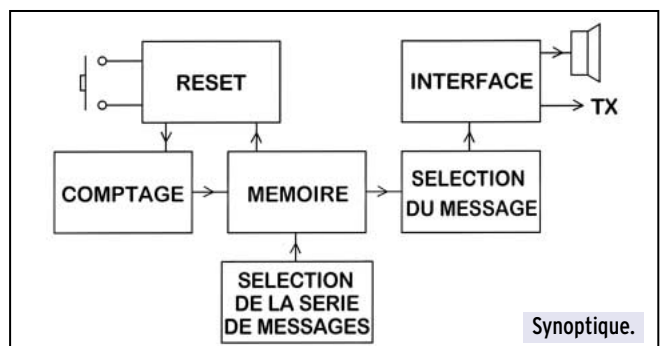 RESET
INTERFACE
TX
COMPTAGE
MEMOIRE
SELECTION
DU MESSAGE
SELECTION
DE LA SERIE
DE MESSAGES
Synoptique.